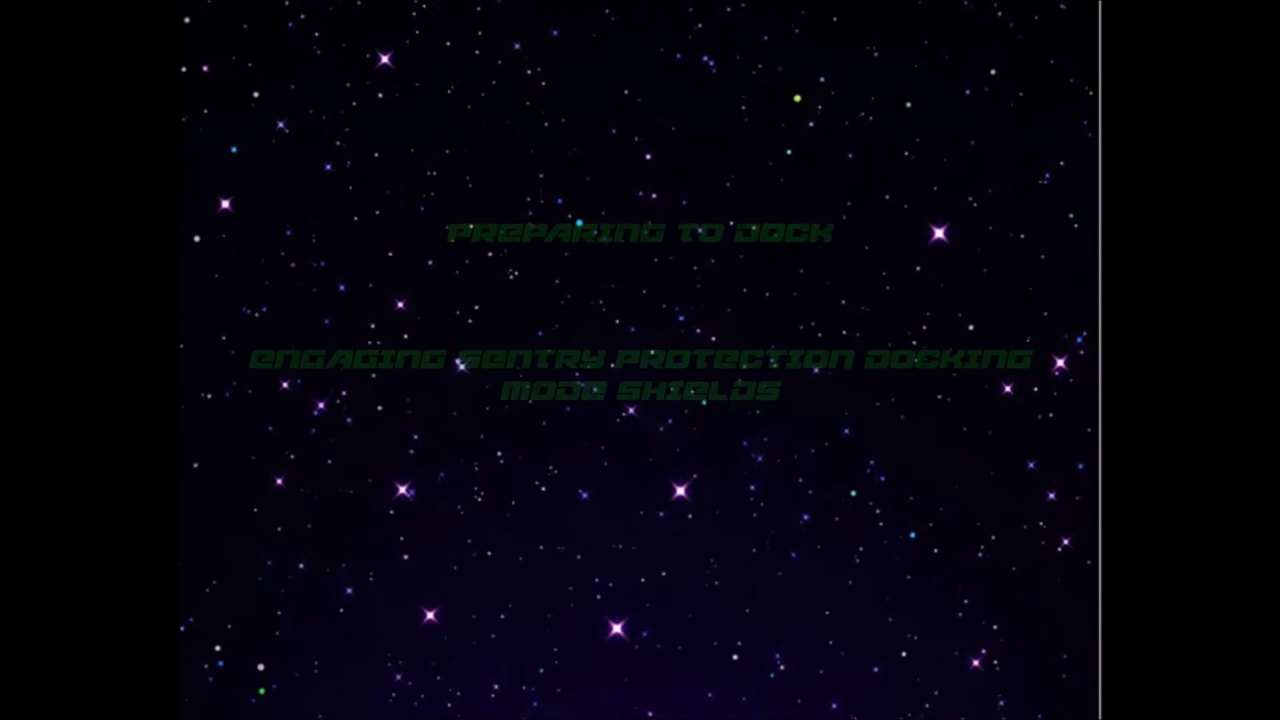 PREPARING TO DOCK
ENGAGING SENTRY PROTECTION DOCKING
MODE SHIELDS